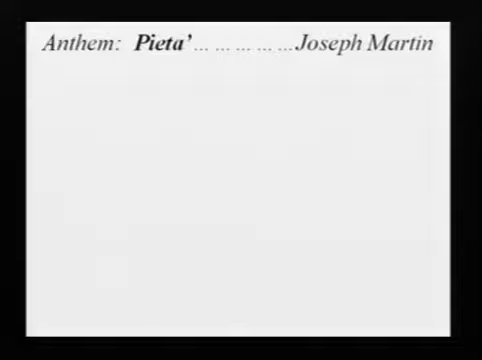 Anthem: Pieta’… … … … …Joseph Martin